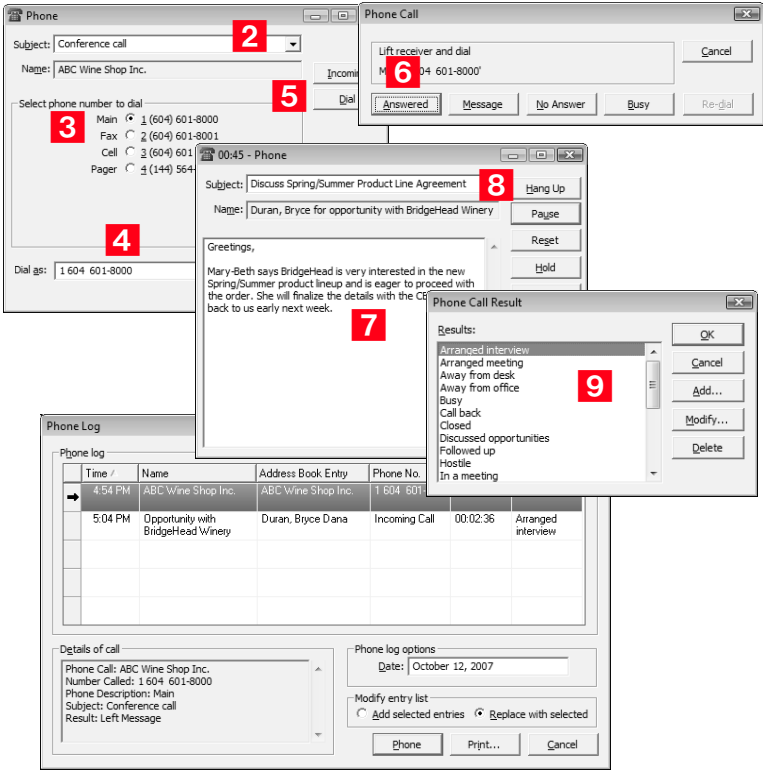 Phone
Subject: Conference call
2
Name: ABC Wine Shop Inc.
5
Dial
Select phone number to dial
3
Main 1 (604) 601-8000
Fax 2 (604) 601-8001
Cell 3 (604) 601
Pager 4 (144) 564-
4
Dial as: 1 604 601-8000
Phone Call
Lift receiver and dial
6
04 601-8000'
Cancel
Answered Message No Answer Busy Re-dial
00:45 - Phone
Subject: Discuss Spring/Summer Product Line Agreement
8
Name: Duran, Bryce for opportunity with BridgeHead Winery
Hang Up
Pause
Reset
Hold
Greetings,
Mary-Beth says BridgeHead is very interested in the new
Spring/Summer product lineup and is eager to proceed with
the order. She will finalize the details with the
back to us early next week.
7
Phone Call Result
Results:
9
Arranged interview
Arranged meeting
Away from desk
Away from office
Busy
Call back
Closed
Discussed opportunities
Followed up
Hostile
In a meeting
OK
Cancel
Add...
Modify...
Delete
Phone Log
Phone log
Time / Name Address Book Entry Phone No.
4:54 PM ABC Wine Shop Inc. ABC Wine Shop Inc. 1 604 601-
5:04 PM Opportunity with BridgeHead Winery Duran, Bryce Dana Incoming Call 00:02:36 Arranged interview
Details of call
Phone Call: ABC Wine Shop Inc.
Number Called: 1 604 601-8000
Phone Description: Main
Subject: Conference call
Result: Left Message
Phone log options
Date: October 12, 2007
Modify entry list
Add selected entries Replace with selected
Phone Print... Cancel